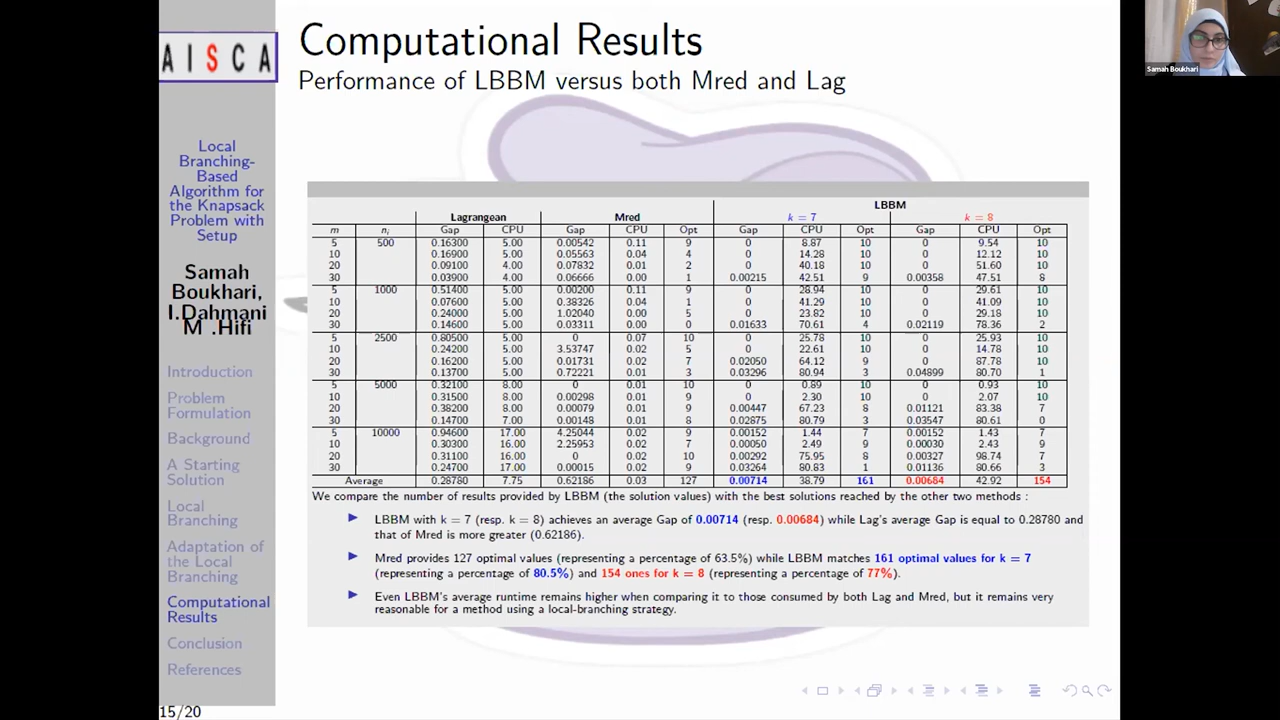 AISCA
Computational Results
Performance of LBBM versus both Mred and Lag
Samah Boukhari
Local
Branching-
Based
Algorithm for
the Knapsack
Problem with
Setup
Samah
Boukhari,
I.Dahmani
M .Hifi
Introduction
Problem
Formulation
Background
A Starting
Solution
Local
Branching
Adaptation of
the Local
Branching
Computational
Results
Conclusion
References
15/20
LBBM
Lagrangean Mred k = 7 k = 8
m n_i Gap CPU Gap CPU Opt Gap CPU Opt Gap CPU Opt
5 500 0.16300 5.00 0.00542 0.11 9 0 8.87 10 0 9.54 10
10 0.16900 5.00 0.05563 0.04 4 0 14.28 10 0 12.12 10
20 0.09100 4.00 0.07832 0.01 2 0 40.18 10 0 51.60 10
30 0.03900 4.00 0.06666 0.00 1 0.00215 42.51 9 0.00358 47.51 8
5 1000 0.51400 5.00 0.00200 0.11 9 0 28.94 10 0 29.61 10
10 0.07600 5.00 0.38326 0.04 1 0 41.29 10 0 41.09 10
20 0.24000 5.00 1.02040 0.00 5 0 23.82 10 0 29.18 10
30 0.14600 5.00 0.03311 0.00 0 0.01633 70.61 4 0.02119 78.36 2
5 2500 0.80500 5.00 0 0.07 10 0 25.78 10 0 25.93 10
10 0.24200 5.00 3.53747 0.02 5 0 22.61 10 0 14.78 10
20 0.16200 5.00 0.01731 0.02 7 0.02050 64.12 9 0 87.78 10
30 0.13700 5.00 0.72221 0.01 3 0.03296 80.94 3 0.04899 80.70 1
5 5000 0.32100 8.00 0 0.01 10 0 0.89 10 0 0.93 10
10 0.31500 8.00 0.00298 0.01 9 0 2.30 10 0 2.07 10
20 0.38200 8.00 0.00079 0.01 9 0.00447 67.23 8 0.01121 83.38 7
30 0.14700 7.00 0.00148 0.01 8 0.02875 80.79 3 0.03547 80.61 0
5 10000 0.94600 17.00 4.25044 0.02 9 0.00152 1.44 7 0.00152 1.43 7
10 0.30300 16.00 2.25953 0.02 7 0.00050 2.49 9 0.00030 2.43 9
20 0.31100 16.00 0 0.02 10 0.00292 75.95 8 0.00327 98.74 7
30 0.24700 17.00 0.00015 0.02 9 0.03264 80.83 1 0.01136 80.66 3
Average 0.28780 7.75 0.62186 0.03 127 0.00714 38.79 161 0.00684 42.92 154
We compare the number of results provided by LBBM (the solution values) with the best solutions reached by the other two methods :
LBBM with k = 7 (resp. k = 8) achieves an average Gap of 0.00714 (resp. 0.00684) while Lag's average Gap is equal to 0.28780 and
that of Mred is more greater (0.62186).
Mred provides 127 optimal values (representing a percentage of 63.5%) while LBBM matches 161 optimal values for k = 7
(representing a percentage of 80.5%) and 154 ones for k = 8 (representing a percentage of 77%).
Even LBBM's average runtime remains higher when comparing it to those consumed by both Lag and Mred, but it remains very
reasonable for a method using a local-branching strategy.